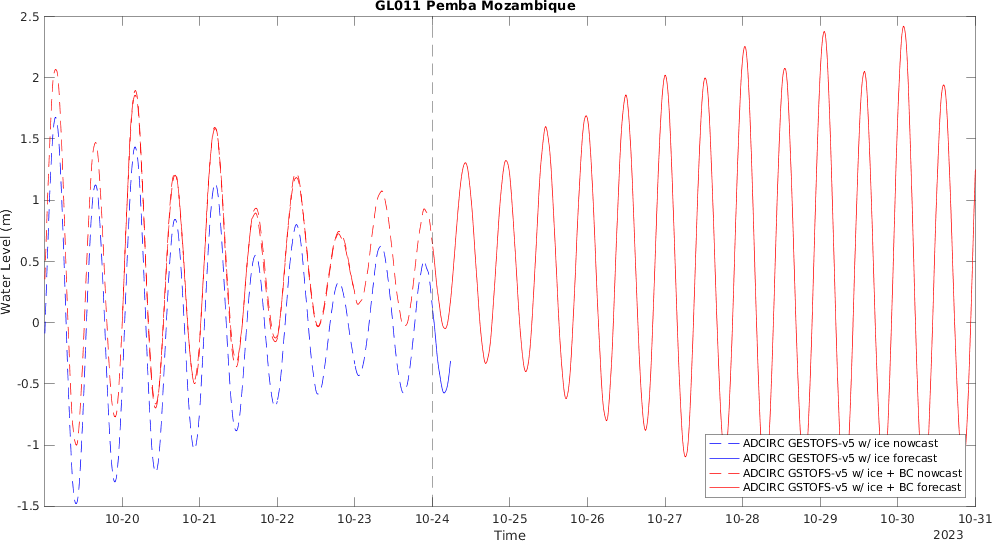 GL011 Pemba Mozambique
2.5
2
1.5
1
0.5
0
-0.5
-1
-1.5
Water Level (m)
10-20 10-21 10-22 10-23 10-24 10-25 10-26 10-27 10-28 10-29 10-30 10-31
Time
2023
ADCIRC GESTOFS-v5 w/ ice nowcast
ADCIRC GESTOFS-v5 w/ ice forecast
ADCIRC GSTOFS-v5 w/ ice + BC nowcast
ADCIRC GSTOFS-v5 w/ ice + BC forecast